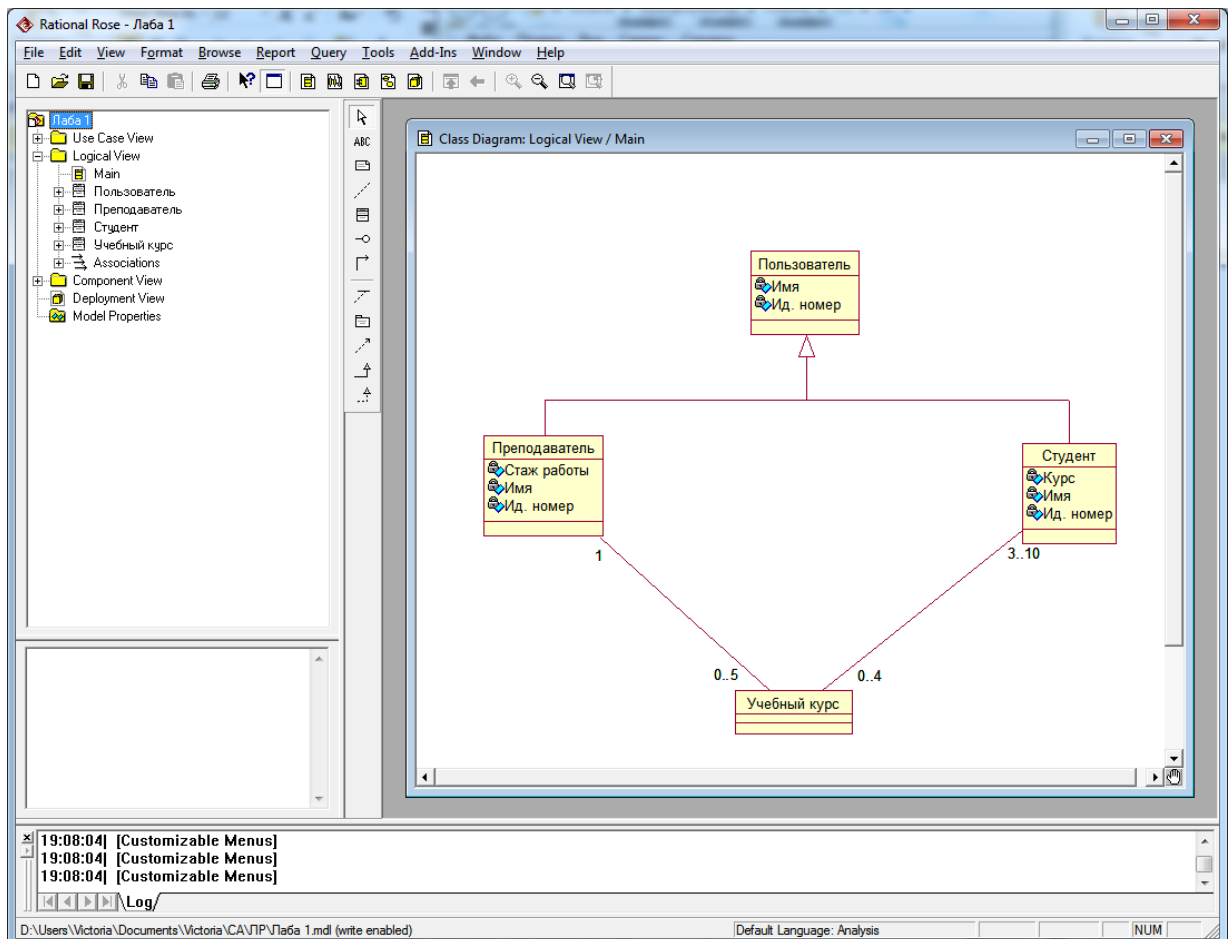 Rational Rose - Лаба 1
File Edit View Format Browse Report Query Tools Add-Ins Window Help
Лаба 1
Use Case View
Logical View
Main
Пользователь
Преподаватель
Студент
Учебный курс
Associations
Component View
Deployment View
Model Properties
ABC
Class Diagram: Logical View / Main
Пользователь
Имя
Ид. номер
Преподаватель
Стаж работы
Имя
Ид. номер
Студент
Курс
Имя
Ид. номер
1
3..10
0..5
0..4
Учебный курс
19:08:04| [Customizable Menus]
19:08:04| [Customizable Menus]
19:08:04| [Customizable Menus]
Log
D:\Users\Victoria\Documents\Victoria\CA\ПР\Лаба 1.mdl (write enabled)
Default Language: Analysis
NUM